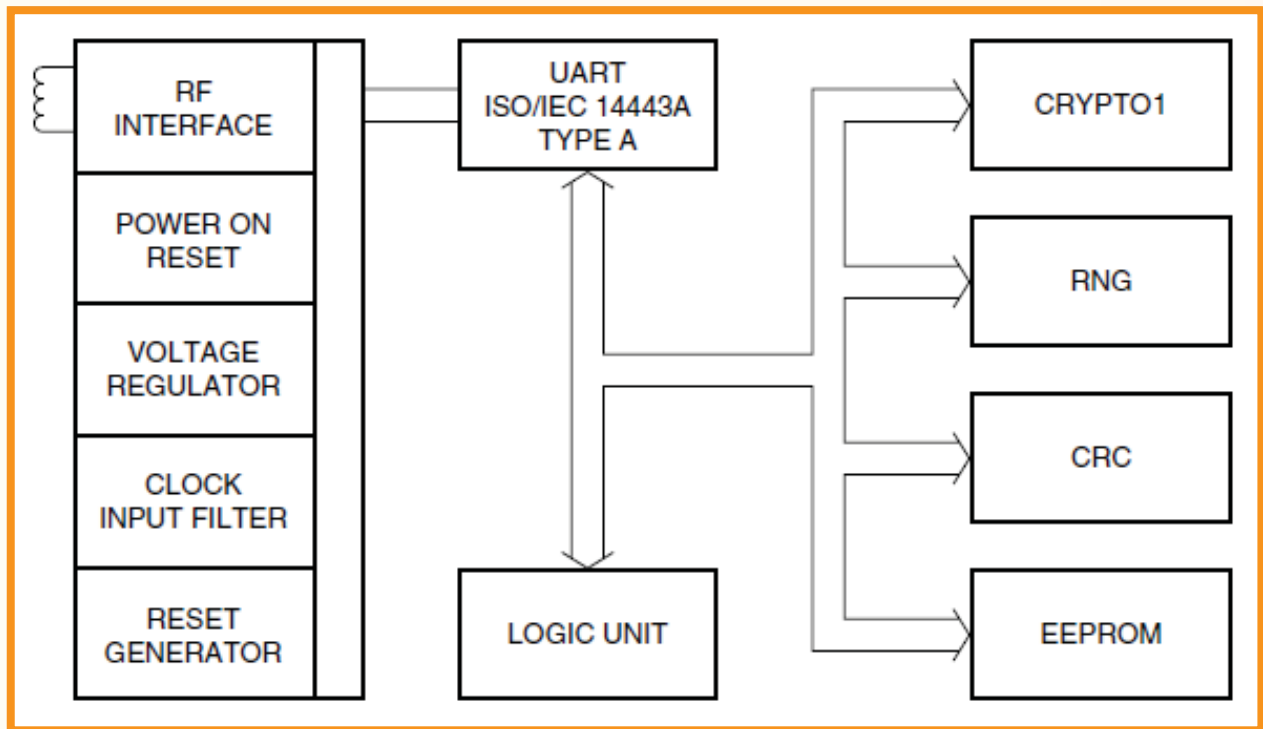 RF
INTERFACE
POWER ON
RESET
VOLTAGE
REGULATOR
CLOCK
INPUT FILTER
RESET
GENERATOR
UART
ISO/IEC 14443A
TYPE A
LOGIC UNIT
CRYPTO1
RNG
CRC
EEPROM